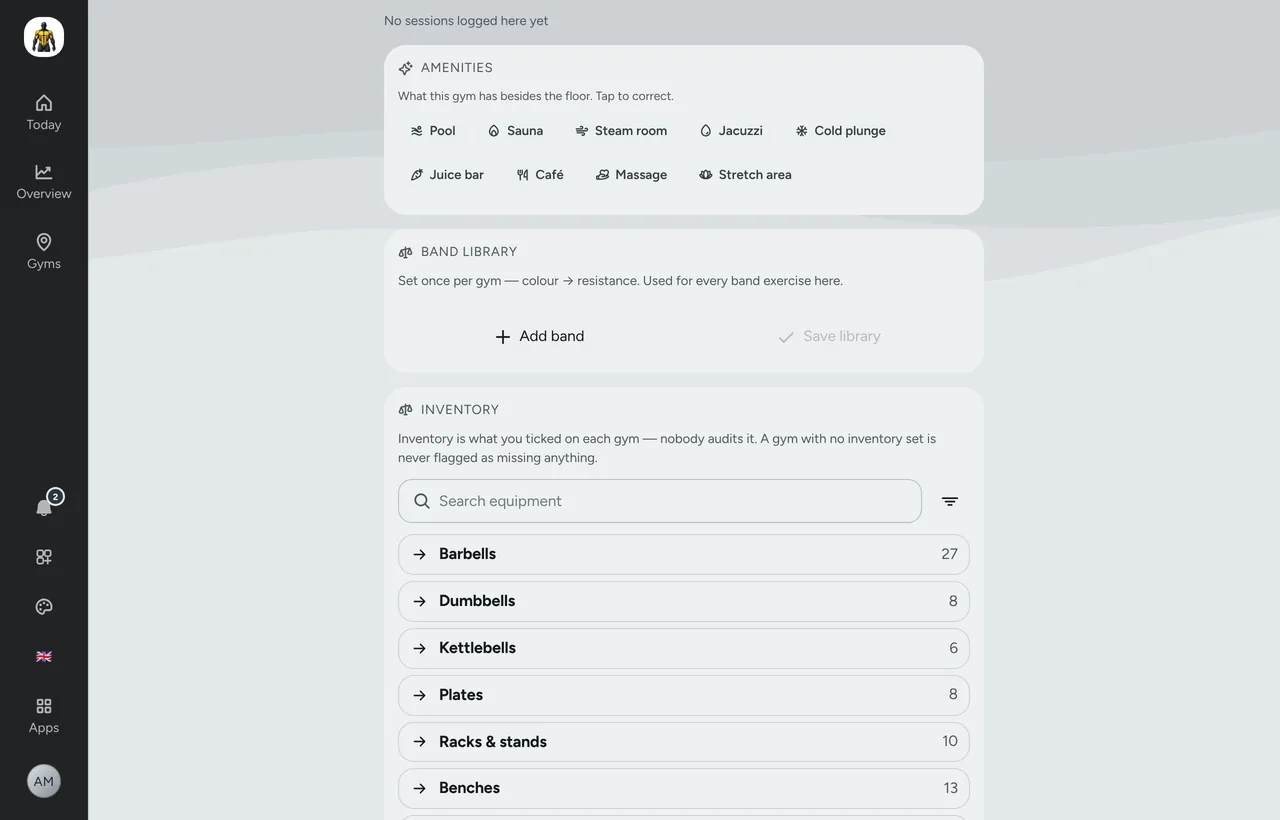 Today
Overview
Gyms
2
Apps
AM
No sessions logged here yet
AMENITIES
What this gym has besides the floor. Tap to correct.
Pool Sauna Steam room Jacuzzi Cold plunge
Juice bar Café Massage Stretch area
BAND LIBRARY
Set once per gym — colour → resistance. Used for every band exercise here.
Add band Save library
INVENTORY
Inventory is what you ticked on each gym — nobody audits it. A gym with no inventory set is
never flagged as missing anything.
Search equipment
Barbells 27
Dumbbells 8
Kettlebells 6
Plates 8
Racks & stands 10
Benches 13